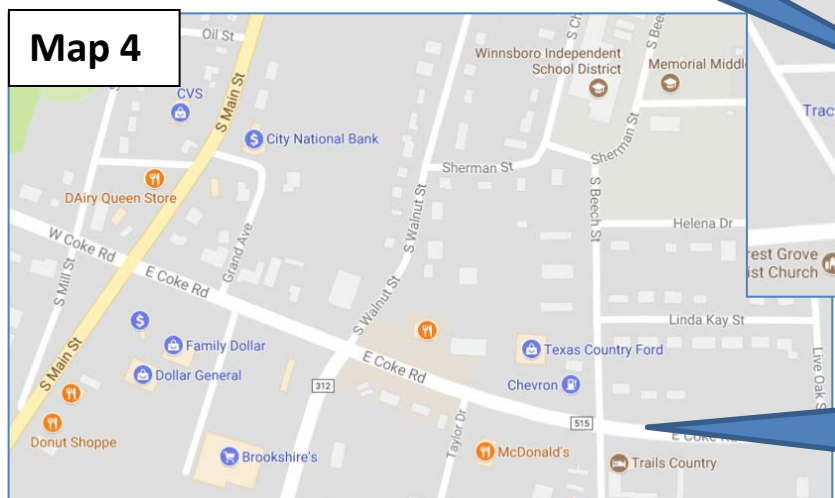 Map 4
Oil St
CVS
S Main St
City National Bank
DAiry Queen Store
W Coke Rd
S Mill St
E Coke Rd
Grand Ave
S Walnut St
S Walnut St
Winnsboro Independent
School District
Memorial Middl
Sherman St
Sherman St
S Beech St
Helena Dr
Linda Kay St
Live Oak S
Family Dollar
Dollar General
S Main St
Donut Shoppe
Brookshire's
312
E Coke Rd
Texas Country Ford
Chevron
515
Taylor Dr
McDonald's
Trails Country
E Coke
Trac
rest Grove
ist Church